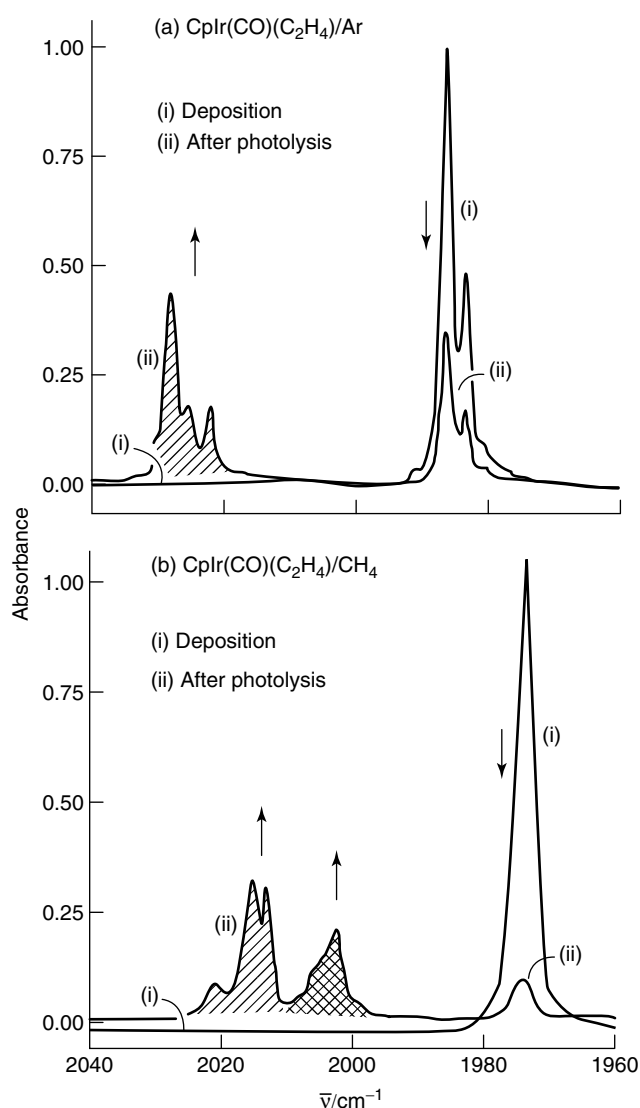 (a) CpIr(CO)(C₂H₄)/Ar
1.00
(i) Deposition
(ii) After photolysis
0.75
(i)
0.50
(ii)
(ii)
0.25
(i)
0.00
Absorbance
(b) CpIr(CO)(C₂H₄)/CH₄
1.00
(i) Deposition
(ii) After photolysis
0.75
(i)
0.50
0.25
(ii)
(ii)
(i)
0.00
2040 2020 2000 1980 1960
ν̅/cm⁻¹